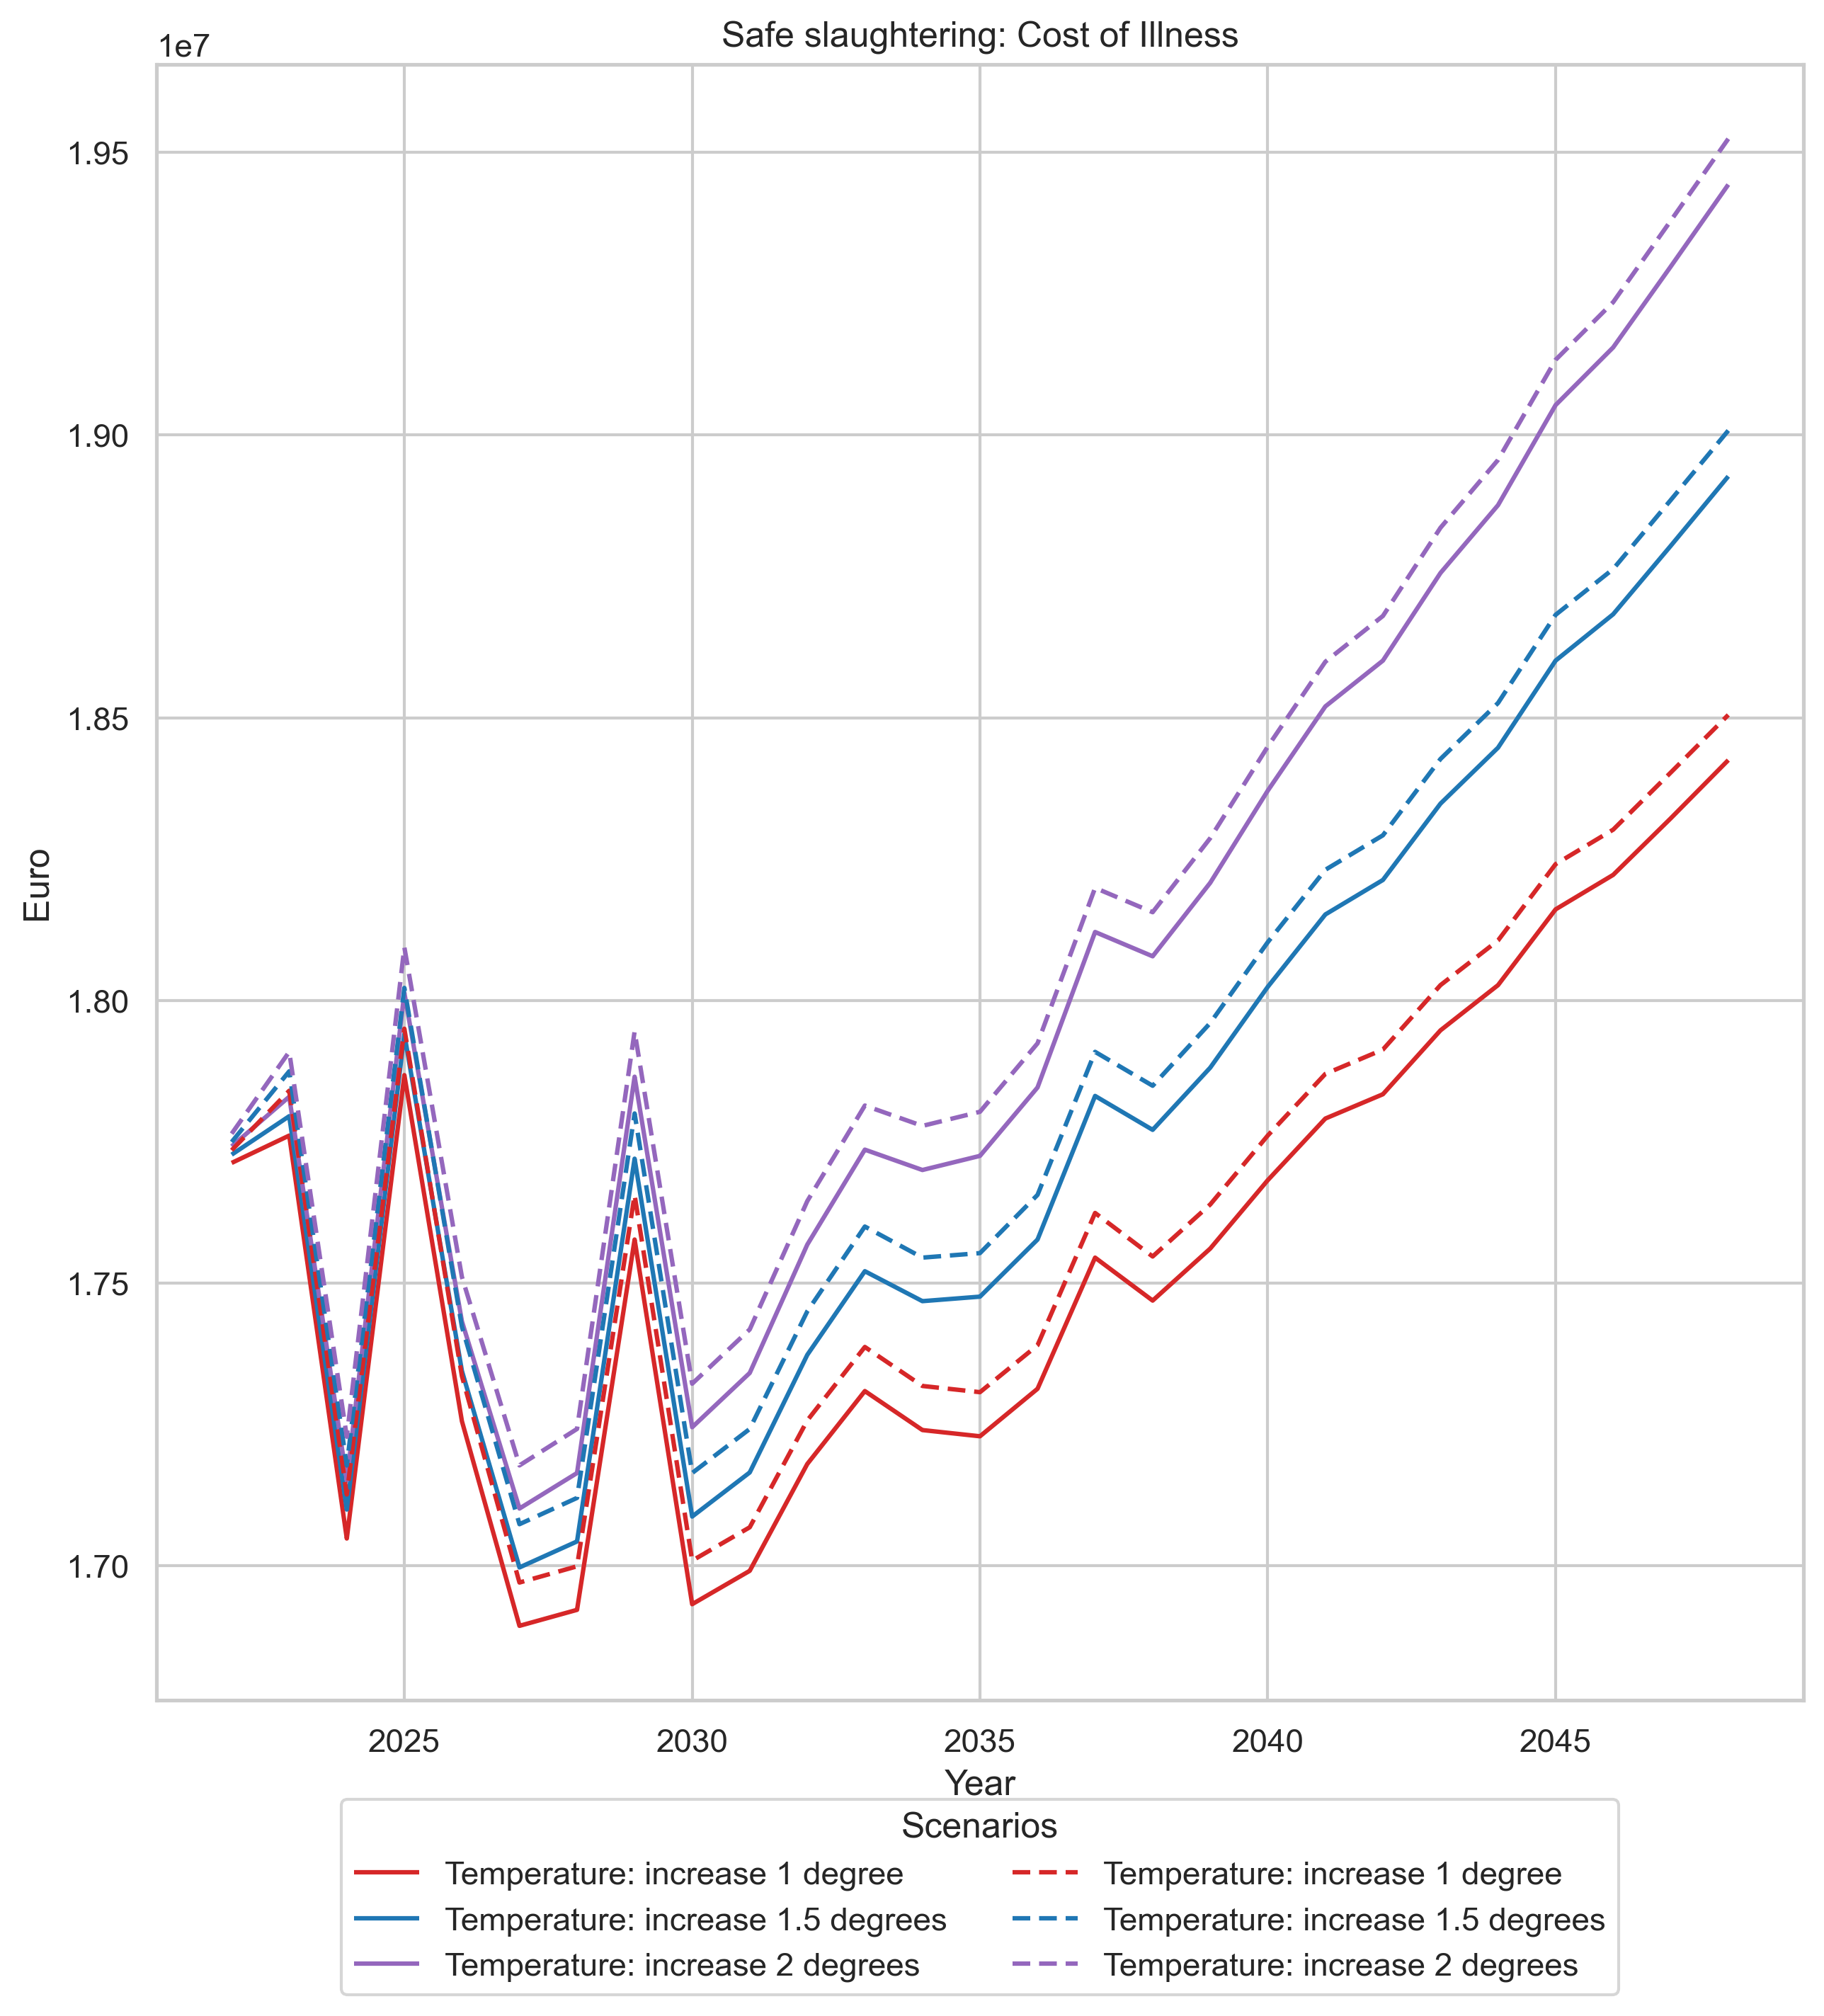 Safe slaughtering: Cost of Illness
1e7
1.95
1.90
1.85
1.80
1.75
1.70
Euro
2025 2030 2035 2040 2045
Year
Scenarios
Temperature: increase 1 degree Temperature: increase 1 degree
Temperature: increase 1.5 degrees Temperature: increase 1.5 degrees
Temperature: increase 2 degrees Temperature: increase 2 degrees